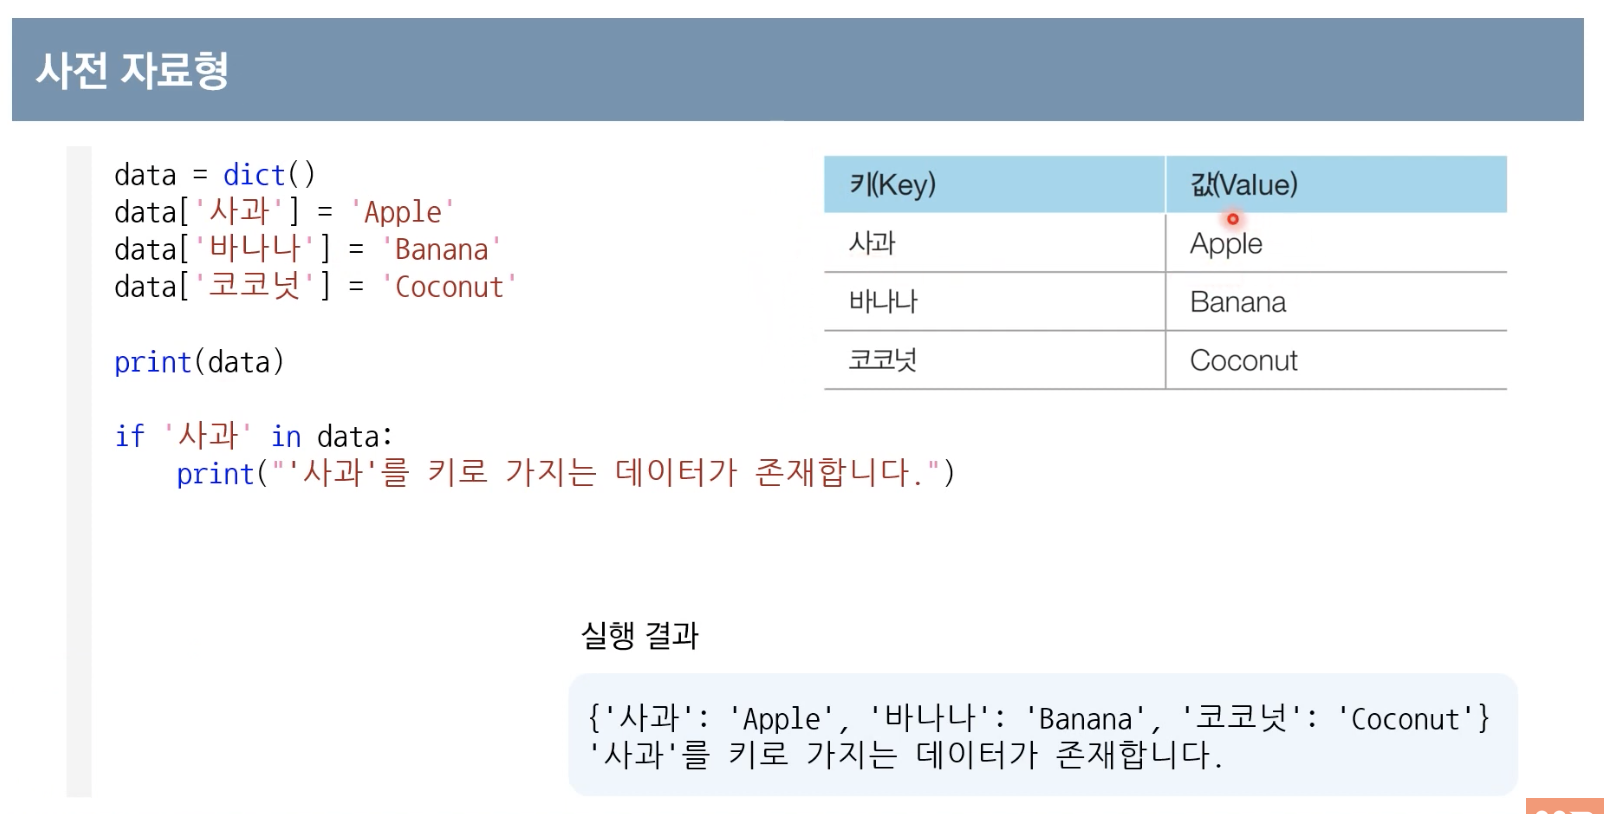 사전 자료형
data = dict()
data['사과'] = 'Apple'
data['바나나'] = 'Banana'
data['코코넛'] = 'Coconut'
print(data)
if '사과' in data:
    print("'사과'를 키로 가지는 데이터가 존재합니다.")
키(Key) 값(Value)
사과 Apple
바나나 Banana
코코넛 Coconut
실행 결과
{'사과': 'Apple', '바나나': 'Banana', '코코넛': 'Coconut'}
'사과'를 키로 가지는 데이터가 존재합니다.